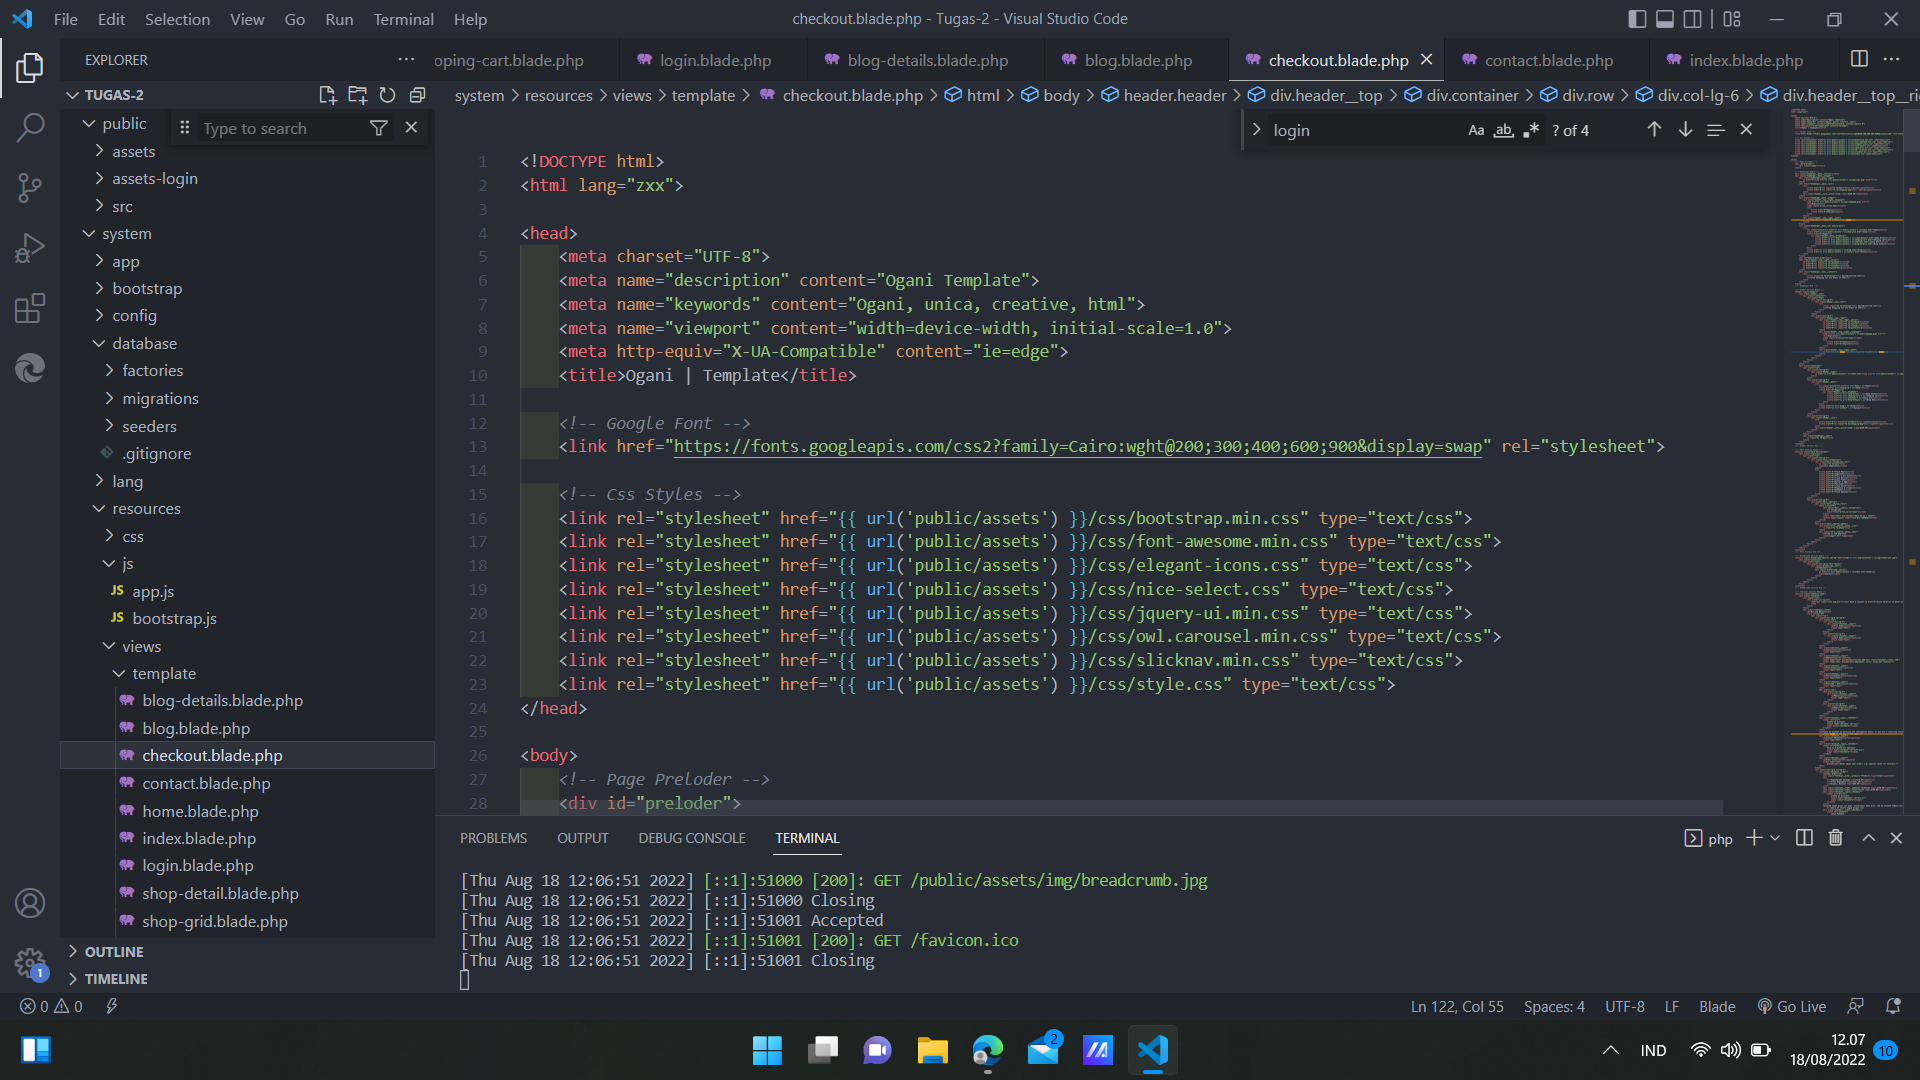 File Edit Selection View Go Run Terminal Help
checkout.blade.php - Tugas-2 - Visual Studio Code
EXPLORER
oping-cart.blade.php login.blade.php blog-details.blade.php blog.blade.php checkout.blade.php contact.blade.php index.blade.php
TUGAS-2
system > resources > views > template > checkout.blade.php > html > body > header.header > div.header__top > div.container > div.row > div.col-lg-6 > div.header__top__ri
Type to search
login
Aa ab ? of 4
public
assets
assets-login
src
system
app
bootstrap
config
database
factories
migrations
seeders
.gitignore
lang
resources
css
js
JS app.js
JS bootstrap.js
views
template
blog-details.blade.php
blog.blade.php
checkout.blade.php
contact.blade.php
home.blade.php
index.blade.php
login.blade.php
shop-detail.blade.php
shop-grid.blade.php
OUTLINE
TIMELINE
1 <!DOCTYPE html>
2 <html lang="zxx">
3
4 <head>
5 <meta charset="UTF-8">
6 <meta name="description" content="Ogani Template">
7 <meta name="keywords" content="Ogani, unica, creative, html">
8 <meta name="viewport" content="width=device-width, initial-scale=1.0">
9 <meta http-equiv="X-UA-Compatible" content="ie=edge">
10 <title>Ogani | Template</title>
11
12 <!-- Google Font -->
13 <link href="https://fonts.googleapis.com/css2?family=Cairo:wght@200;300;400;600;900&display=swap" rel="stylesheet">
14
15 <!-- Css Styles -->
16 <link rel="stylesheet" href="{{ url('public/assets') }}/css/bootstrap.min.css" type="text/css">
17 <link rel="stylesheet" href="{{ url('public/assets') }}/css/font-awesome.min.css" type="text/css">
18 <link rel="stylesheet" href="{{ url('public/assets') }}/css/elegant-icons.css" type="text/css">
19 <link rel="stylesheet" href="{{ url('public/assets') }}/css/nice-select.css" type="text/css">
20 <link rel="stylesheet" href="{{ url('public/assets') }}/css/jquery-ui.min.css" type="text/css">
21 <link rel="stylesheet" href="{{ url('public/assets') }}/css/owl.carousel.min.css" type="text/css">
22 <link rel="stylesheet" href="{{ url('public/assets') }}/css/slicknav.min.css" type="text/css">
23 <link rel="stylesheet" href="{{ url('public/assets') }}/css/style.css" type="text/css">
24 </head>
25
26 <body>
27 <!-- Page Preloder -->
28 <div id="preloder">
PROBLEMS OUTPUT DEBUG CONSOLE TERMINAL
php
[Thu Aug 18 12:06:51 2022] [::1]:51000 [200]: GET /public/assets/img/breadcrumb.jpg
[Thu Aug 18 12:06:51 2022] [::1]:51000 Closing
[Thu Aug 18 12:06:51 2022] [::1]:51001 Accepted
[Thu Aug 18 12:06:51 2022] [::1]:51001 [200]: GET /favicon.ico
[Thu Aug 18 12:06:51 2022] [::1]:51001 Closing
1
0 0
Ln 122, Col 55 Spaces: 4 UTF-8 LF Blade Go Live
2
IND
12.07
18/08/2022
10